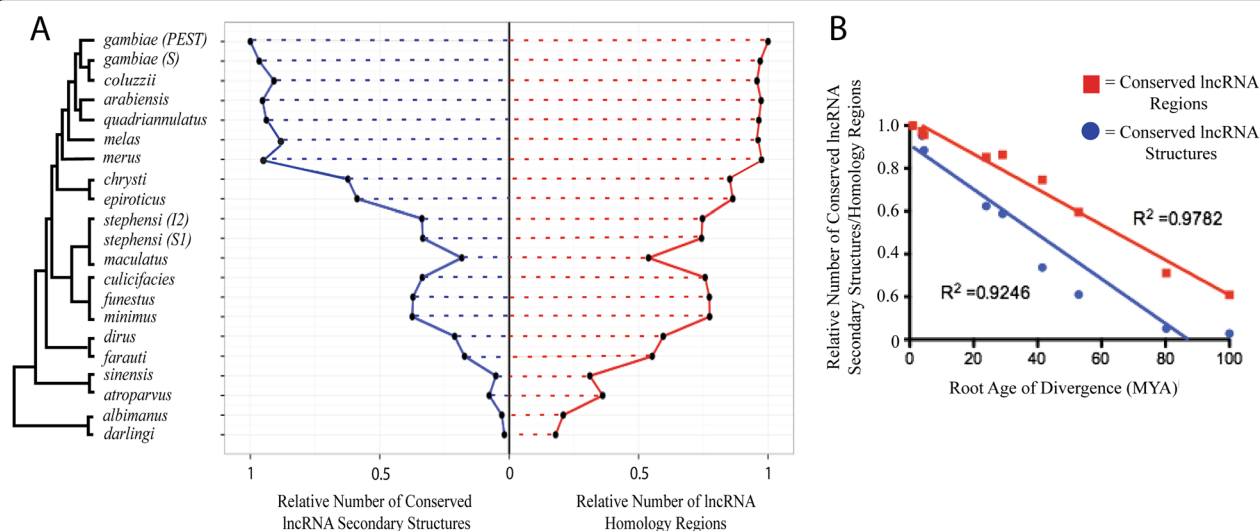 A
gambiae (PEST)
gambiae (S)
coluzzii
arabiensis
quadriannulatus
melas
merus
chrysti
epiroticus
stephensi (I2)
stephensi (S1)
maculatus
culicifacies
funestus
minimus
dirus
farauti
sinensis
atroparvus
albimanus
darlingi
1 0.5 0 0.5 1
Relative Number of Conserved
lncRNA Secondary Structures
Relative Number of lncRNA
Homology Regions
B
= Conserved lncRNA
Regions
= Conserved lncRNA
Structures
Relative Number of Conserved lncRNA
Secondary Structures/Homology Regions
1.0
0.8
0.6
0.4
0.6
0
R² =0.9782
R² =0.9246
0 20 40 60 80 100
Root Age of Divergence (MYA)